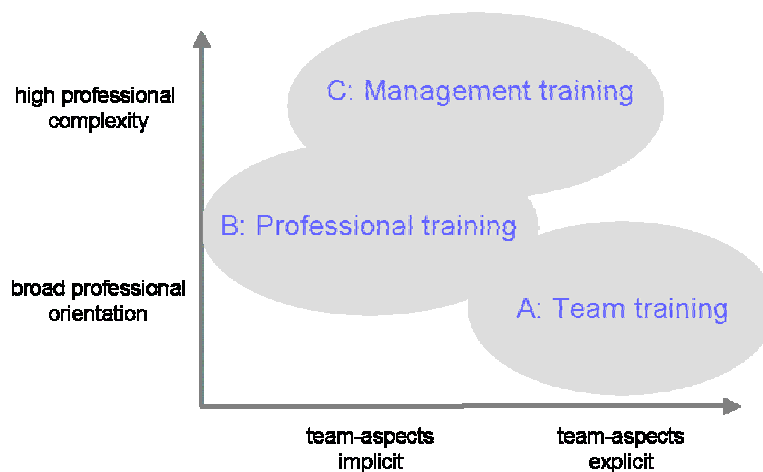 C: Management training
high professional
complexity
B: Professional training
broad professional
orientation
A: Team training
team-aspects
implicit
team-aspects
explicit